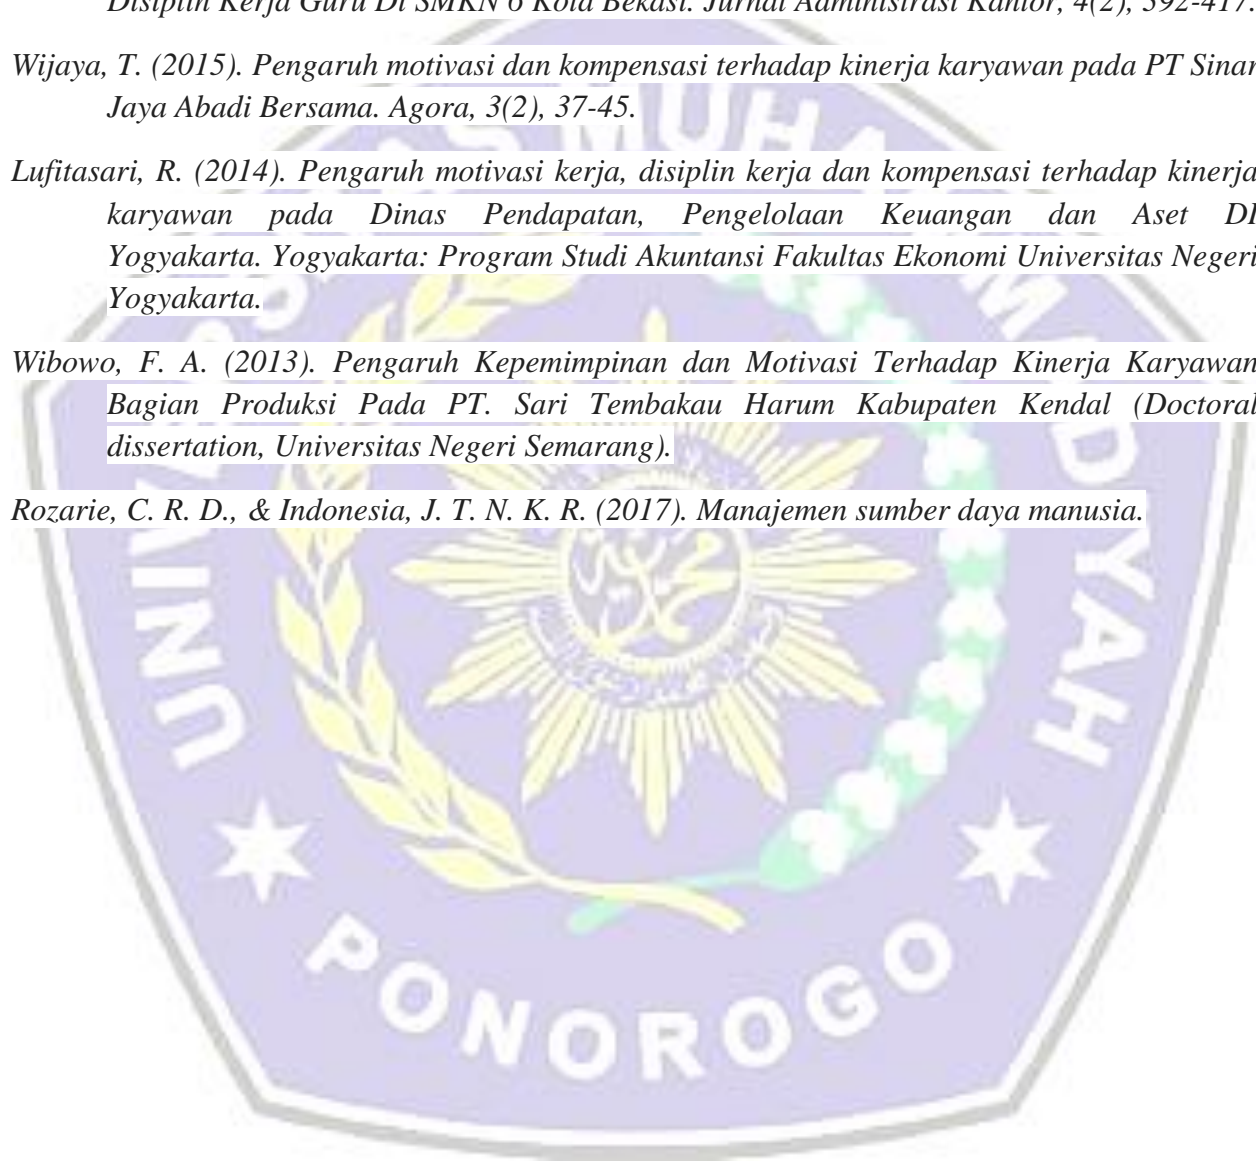 Disiplin Kerja Guru Di SMKN 6 Kota Bekasi. Jurnal Administrasi Kantor, 4(2), 392-417.
Wijaya, T. (2015). Pengaruh motivasi dan kompensasi terhadap kinerja karyawan pada PT Sinar
Jaya Abadi Bersama. Agora, 3(2), 37-45.
Lufitasari, R. (2014). Pengaruh motivasi kerja, disiplin kerja dan kompensasi terhadap kinerja
karyawan pada Dinas Pendapatan, Pengelolaan Keuangan dan Aset DI
Yogyakarta. Yogyakarta: Program Studi Akuntansi Fakultas Ekonomi Universitas Negeri
Yogyakarta.
Wibowo, F. A. (2013). Pengaruh Kepemimpinan dan Motivasi Terhadap Kinerja Karyawan
Bagian Produksi Pada PT. Sari Tembakau Harum Kabupaten Kendal (Doctoral
dissertation, Universitas Negeri Semarang).
Rozarie, C. R. D., & Indonesia, J. T. N. K. R. (2017). Manajemen sumber daya manusia.
PONOROGO